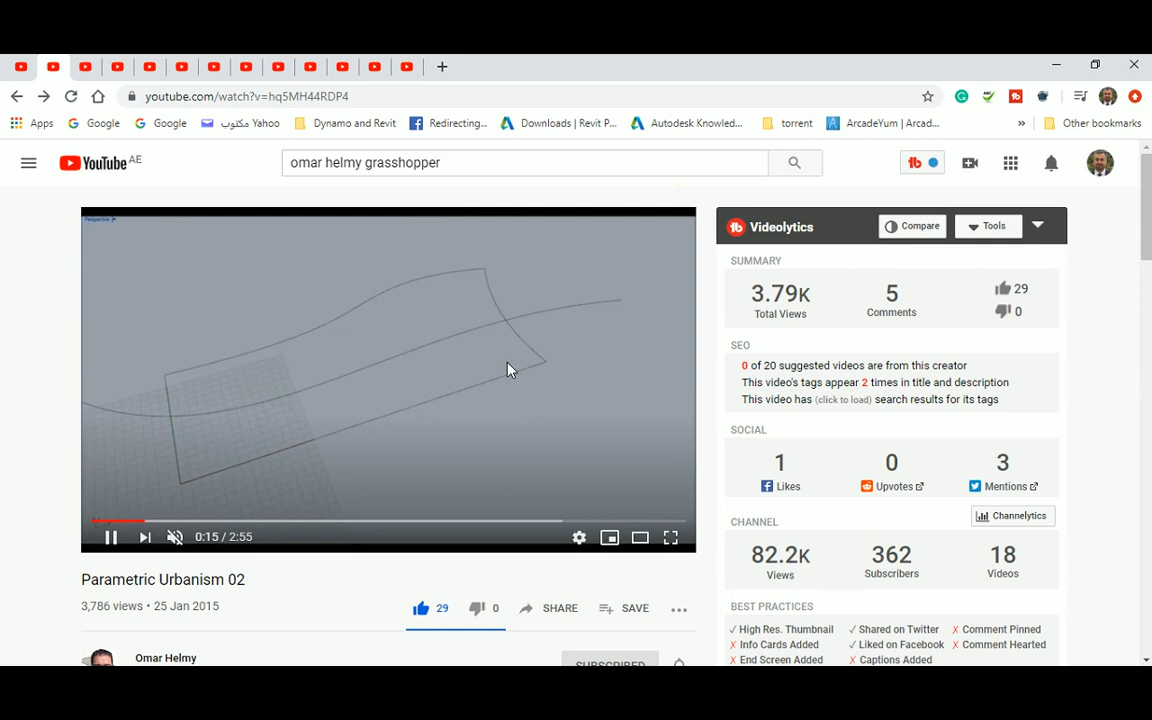 youtube.com/watch?v=hq5MH44RDP4
Apps Google Google Yahoo مكتوب Dynamo and Revit Redirecting... Downloads | Revit P... Autodesk Knowled... torrent ArcadeYum | Arcad... » Other bookmarks
YouTube AE omar helmy grasshopper tb
Perspective
tb Videolytics Compare Tools
SUMMARY
3.79K 5 29
Total Views Comments 0
SEO
0 of 20 suggested videos are from this creator
This video's tags appear 2 times in title and description
This video has (click to load) search results for its tags
SOCIAL
1 0 3
Likes Upvotes Mentions
CHANNEL Channelytics
82.2K 362 18
Views Subscribers Videos
BEST PRACTICES
✓ High Res. Thumbnail ✓ Shared on Twitter ✗ Comment Pinned
✗ Info Cards Added ✓ Liked on Facebook ✗ Comment Hearted
✗ End Screen Added ✗ Captions Added
0:15 / 2:55
Parametric Urbanism 02
3,786 views • 25 Jan 2015 29 0 SHARE SAVE
Omar Helmy SUBSCRIBED